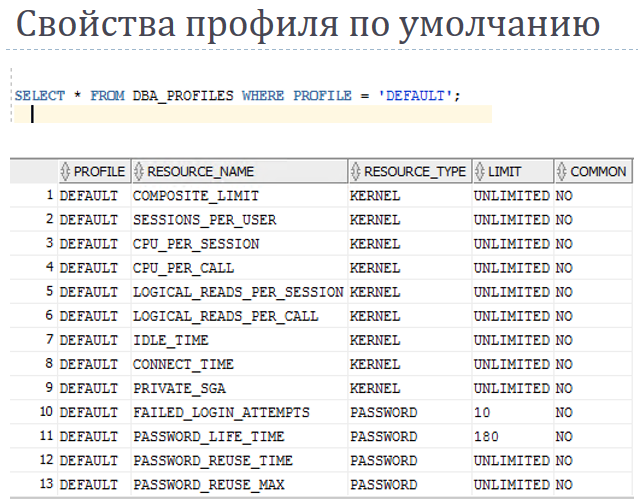 Свойства профиля по умолчанию
SELECT * FROM DBA_PROFILES WHERE PROFILE = 'DEFAULT';
PROFILE RESOURCE_NAME RESOURCE_TYPE LIMIT COMMON
1 DEFAULT COMPOSITE_LIMIT KERNEL UNLIMITED NO
2 DEFAULT SESSIONS_PER_USER KERNEL UNLIMITED NO
3 DEFAULT CPU_PER_SESSION KERNEL UNLIMITED NO
4 DEFAULT CPU_PER_CALL KERNEL UNLIMITED NO
5 DEFAULT LOGICAL_READS_PER_SESSION KERNEL UNLIMITED NO
6 DEFAULT LOGICAL_READS_PER_CALL KERNEL UNLIMITED NO
7 DEFAULT IDLE_TIME KERNEL UNLIMITED NO
8 DEFAULT CONNECT_TIME KERNEL UNLIMITED NO
9 DEFAULT PRIVATE_SGA KERNEL UNLIMITED NO
10 DEFAULT FAILED_LOGIN_ATTEMPTS PASSWORD 10 NO
11 DEFAULT PASSWORD_LIFE_TIME PASSWORD 180 NO
12 DEFAULT PASSWORD_REUSE_TIME PASSWORD UNLIMITED NO
13 DEFAULT PASSWORD_REUSE_MAX PASSWORD UNLIMITED NO